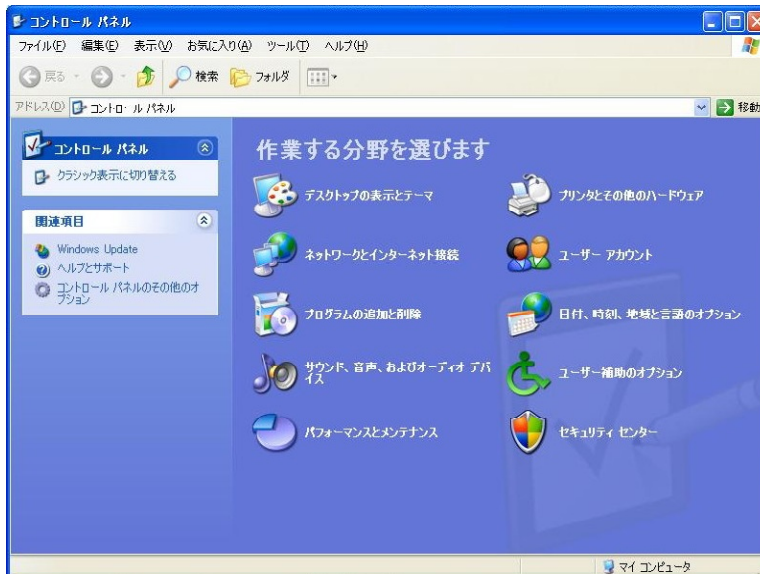 コントロール パネル
ファイル(F) 編集(E) 表示(V) お気に入り(A) ツール(T) ヘルプ(H)
戻る 検索 フォルダ
アドレス(D) コントロール パネル 移動
コントロール パネル
クラシック表示に切り替える
関連項目
Windows Update
ヘルプとサポート
コントロール パネルのその他のオ
プション
作業する分野を選びます
デスクトップの表示とテーマ
プリンタとその他のハードウェア
ネットワークとインターネット接続
ユーザー アカウント
プログラムの追加と削除
日付、時刻、地域と言語のオプション
サウンド、音声、およびオーディオ デバ
イス
ユーザー補助のオプション
パフォーマンスとメンテナンス
セキュリティ センター
マイ コンピュータ